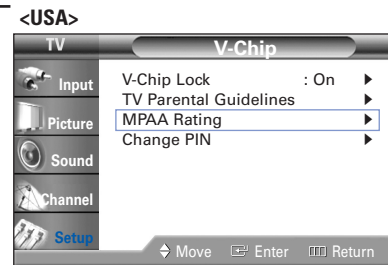 <USA>
TV V-Chip
Input
Picture
Sound
Channel
Setup
V-Chip Lock : On
TV Parental Guidelines
MPAA Rating
Change PIN
Move Enter Return